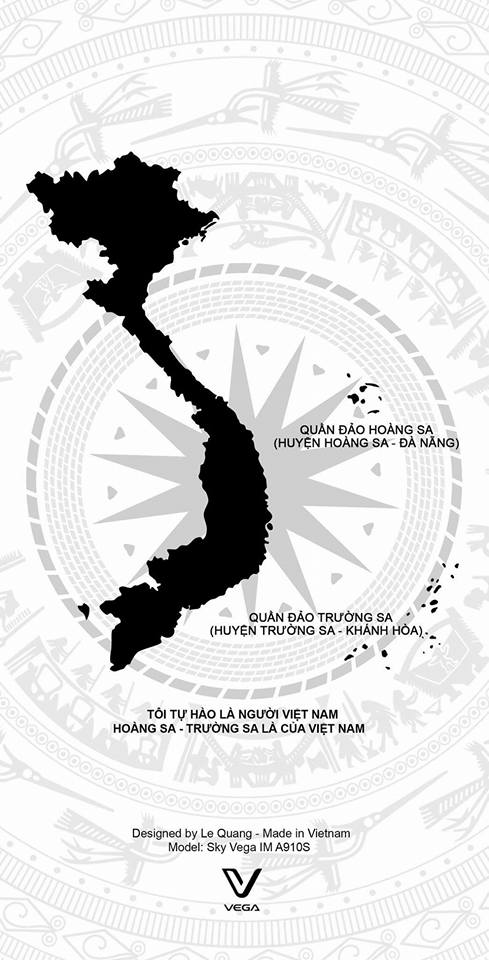 QUẦN ĐẢO HOÀNG SA
(HUYỆN HOÀNG SA - ĐÀ NẴNG)
QUẦN ĐẢO TRƯỜNG SA
(HUYỆN TRƯỜNG SA - KHÁNH HÒA)
TÔI TỰ HÀO LÀ NGƯỜI VIỆT NAM
HOÀNG SA - TRƯỜNG SA LÀ CỦA VIỆT NAM
Designed by Le Quang - Made in Vietnam
Model: Sky Vega IM A910S
VEGA